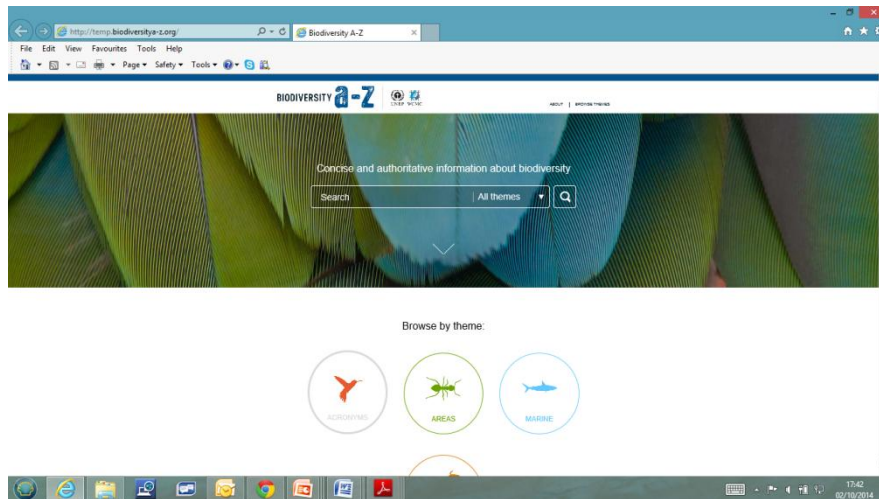 http://temp.biodiversitya-z.org/
Biodiversity A-Z
File Edit View Favourites Tools Help
Page Safety Tools
BIODIVERSITY a-z
UNEP WCMC
ABOUT | BROWSE THEMES
Concise and authoritative information about biodiversity
Search | All themes
Browse by theme:
ACRONYMS
AREAS
MARINE
17:42
02/10/2014